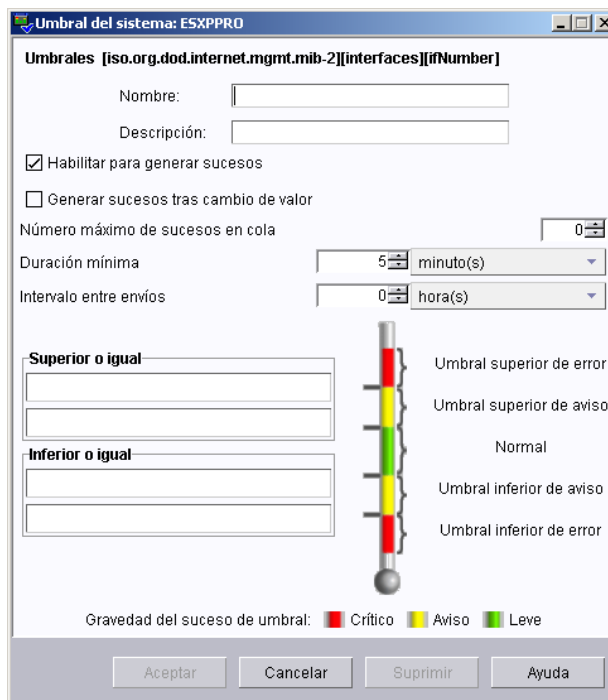 Umbral del sistema: ESXPPRO
Umbrales [iso.org.dod.internet.mgmt.mib-2][interfaces][ifNumber]
Nombre:
Descripción:
Habilitar para generar sucesos
Generar sucesos tras cambio de valor
Número máximo de sucesos en cola 0
Duración mínima 5 minuto(s)
Intervalo entre envíos 0 hora(s)
Superior o igual
Umbral superior de error
Umbral superior de aviso
Normal
Inferior o igual
Umbral inferior de aviso
Umbral inferior de error
Gravedad del suceso de umbral: Crítico Aviso Leve
Aceptar Cancelar Suprimir Ayuda